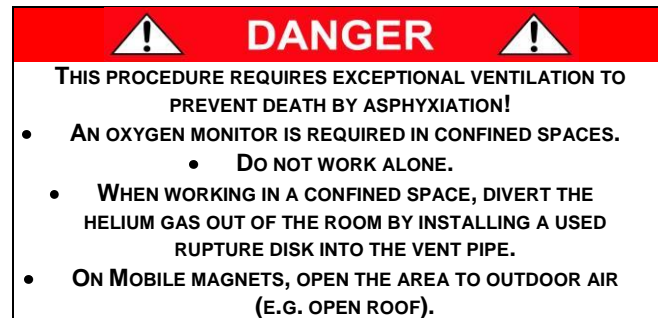 DANGER
THIS PROCEDURE REQUIRES EXCEPTIONAL VENTILATION TO
PREVENT DEATH BY ASPHYXIATION!
• AN OXYGEN MONITOR IS REQUIRED IN CONFINED SPACES.
• DO NOT WORK ALONE.
• WHEN WORKING IN A CONFINED SPACE, DIVERT THE
HELIUM GAS OUT OF THE ROOM BY INSTALLING A USED
RUPTURE DISK INTO THE VENT PIPE.
• ON MOBILE MAGNETS, OPEN THE AREA TO OUTDOOR AIR
(E.G. OPEN ROOF).